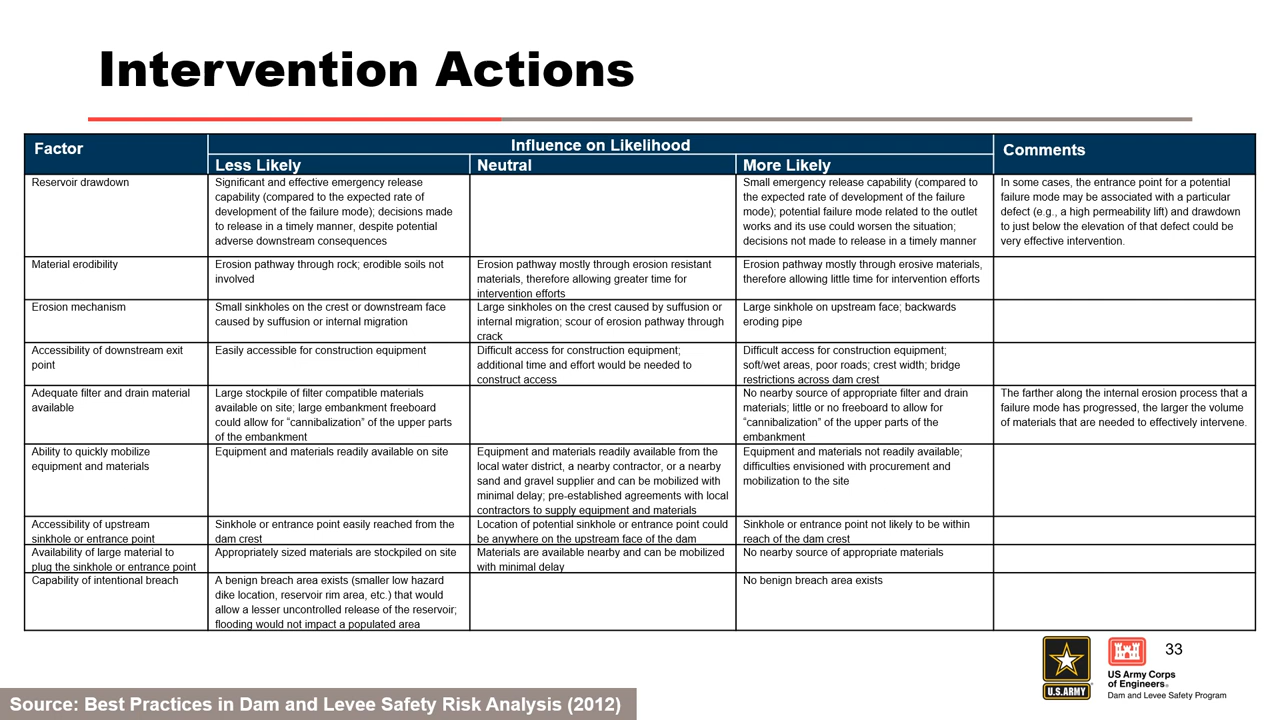 Intervention Actions
Factor
Influence on Likelihood
Comments
Less Likely
Neutral
More Likely
Reservoir drawdown
Significant and effective emergency release
capability (compared to the expected rate of
development of the failure mode); decisions made
to release in a timely manner, despite potential
adverse downstream consequences
Small emergency release capability (compared to
the expected rate of development of the failure
mode); potential failure mode related to the outlet
works and its use could worsen the situation;
decisions not made to release in a timely manner
In some cases, the entrance point for a potential
failure mode may be associated with a particular
defect (e.g., a high permeability lift) and drawdown
to just below the elevation of that defect could be
very effective intervention.
Material erodibility
Erosion pathway through rock; erodible soils not
involved
Erosion pathway mostly through erosion resistant
materials, therefore allowing greater time for
intervention efforts
Erosion pathway mostly through erosive materials,
therefore allowing little time for intervention efforts
Erosion mechanism
Small sinkholes on the crest or downstream face
caused by suffusion or internal migration
Large sinkholes on the crest caused by suffusion or
internal migration; scour of erosion pathway through
crack
Large sinkhole on upstream face; backwards
eroding pipe
Accessibility of downstream exit
point
Easily accessible for construction equipment
Difficult access for construction equipment;
additional time and effort would be needed to
construct access
Difficult access for construction equipment;
soft/wet areas, poor roads; crest width; bridge
restrictions across dam crest
Adequate filter and drain material
available
Large stockpile of filter compatible materials
available on site; large embankment freeboard
could allow for “cannibalization” of the upper parts
of the embankment
No nearby source of appropriate filter and drain
materials; little or no freeboard to allow for
“cannibalization” of the upper parts of the
embankment
The farther along the internal erosion process that a
failure mode has progressed, the larger the volume
of materials that are needed to effectively intervene.
Ability to quickly mobilize
equipment and materials
Equipment and materials readily available on site
Equipment and materials readily available from the
local water district, a nearby contractor, or a nearby
sand and gravel supplier and can be mobilized with
minimal delay; pre-established agreements with local
contractors to supply equipment and materials
Equipment and materials not readily available;
difficulties envisioned with procurement and
mobilization to the site
Accessibility of upstream
sinkhole or entrance point
Sinkhole or entrance point easily reached from the
dam crest
Location of potential sinkhole or entrance point could
be anywhere on the upstream face of the dam
Sinkhole or entrance point not likely to be within
reach of the dam crest
Availability of large material to
plug the sinkhole or entrance point
Appropriately sized materials are stockpiled on site
Materials are available nearby and can be mobilized
with minimal delay
No nearby source of appropriate materials
Capability of intentional breach
A benign breach area exists (smaller low hazard
dike location, reservoir rim area, etc.) that would
allow a lesser uncontrolled release of the reservoir;
flooding would not impact a populated area
No benign breach area exists
33
U.S.ARMY
US Army Corps
of Engineers®
Dam and Levee Safety Program
Source: Best Practices in Dam and Levee Safety Risk Analysis (2012)